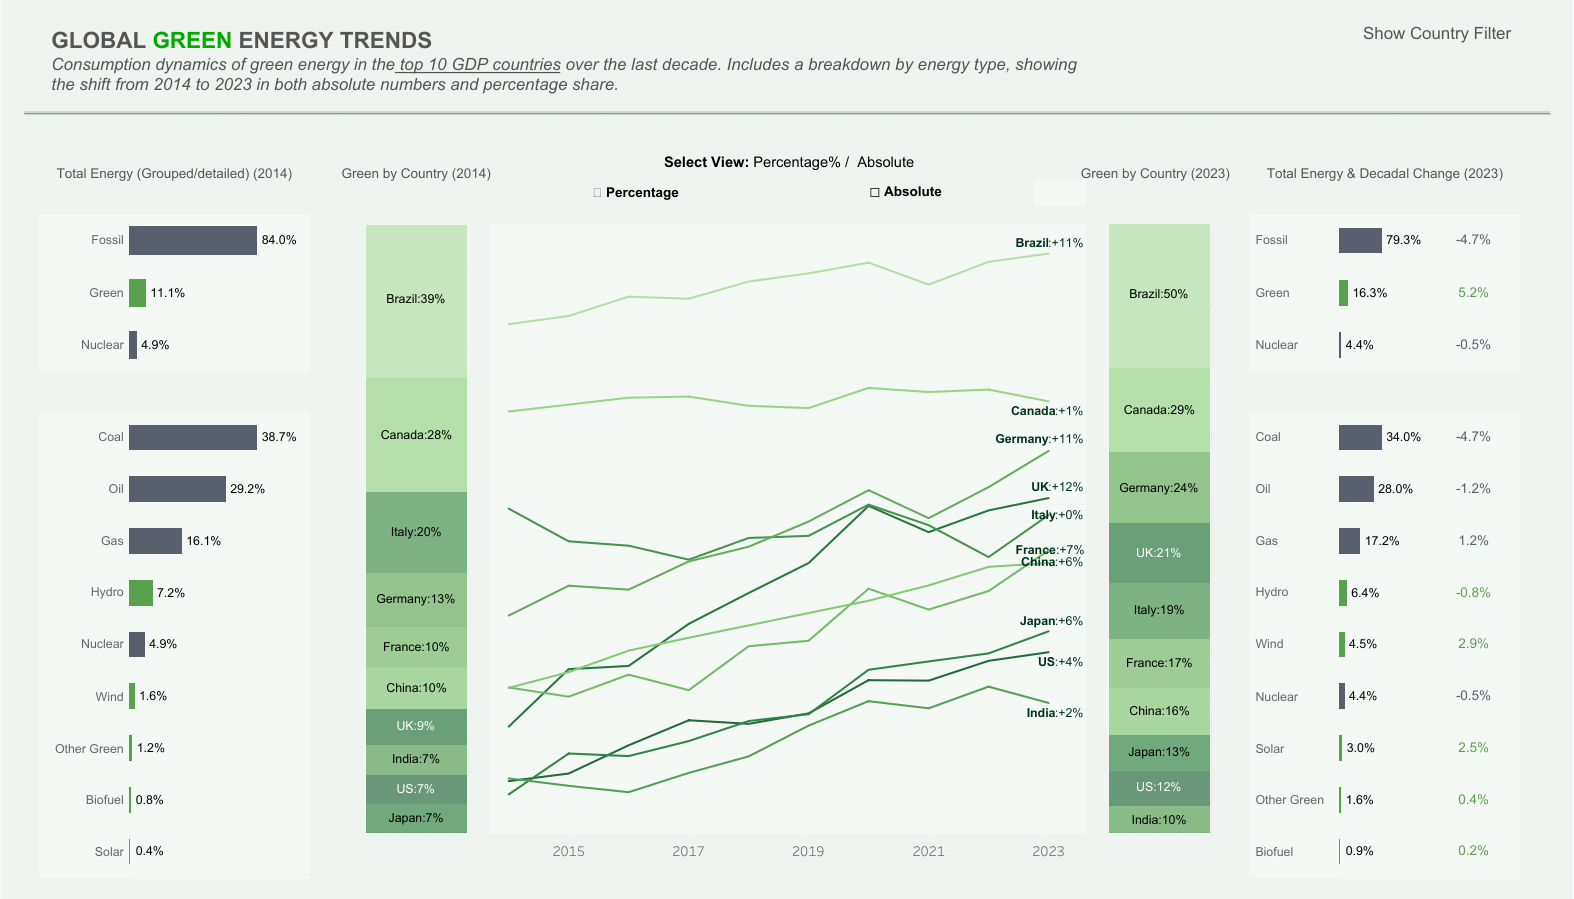 GLOBAL GREEN ENERGY TRENDS
Show Country Filter
Consumption dynamics of green energy in the top 10 GDP countries over the last decade. Includes a breakdown by energy type, showing
the shift from 2014 to 2023 in both absolute numbers and percentage share.
Select View: Percentage% / Absolute
Percentage
Absolute
Total Energy (Grouped/detailed) (2014)
Fossil 84.0%
Green 11.1%
Nuclear 4.9%
Coal 38.7%
Oil 29.2%
Gas 16.1%
Hydro 7.2%
Nuclear 4.9%
Wind 1.6%
Other Green 1.2%
Biofuel 0.8%
Solar 0.4%
Green by Country (2014)
Brazil:39%
Canada:28%
Italy:20%
Germany:13%
France:10%
China:10%
UK:9%
India:7%
US:7%
Japan:7%
Brazil:+11%
Canada:+1%
Germany:+11%
UK:+12%
Italy:+0%
France:+7%
China:+6%
Japan:+6%
US:+4%
India:+2%
2015 2017 2019 2021 2023
Green by Country (2023)
Brazil:50%
Canada:29%
Germany:24%
UK:21%
Italy:19%
France:17%
China:16%
Japan:13%
US:12%
India:10%
Total Energy & Decadal Change (2023)
Fossil 79.3% -4.7%
Green 16.3% 5.2%
Nuclear 4.4% -0.5%
Coal 34.0% -4.7%
Oil 28.0% -1.2%
Gas 17.2% 1.2%
Hydro 6.4% -0.8%
Wind 4.5% 2.9%
Nuclear 4.4% -0.5%
Solar 3.0% 2.5%
Other Green 1.6% 0.4%
Biofuel 0.9% 0.2%